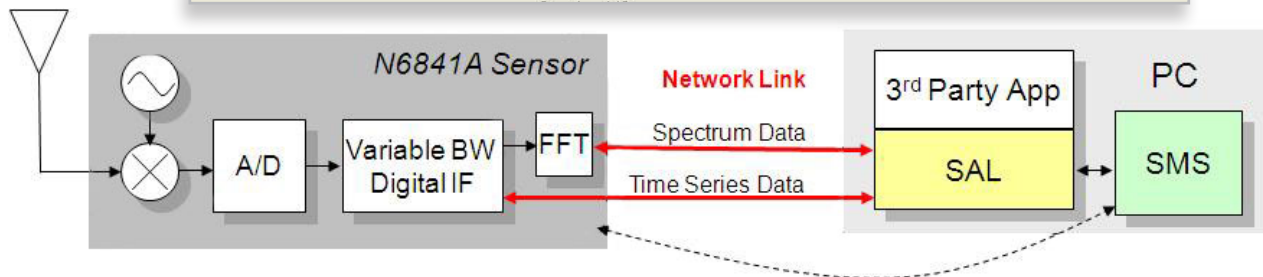 N6841A Sensor
A/D
Variable BW
Digital IF
FFT
Network Link
Spectrum Data
Time Series Data
3rd Party App
SAL
PC
SMS